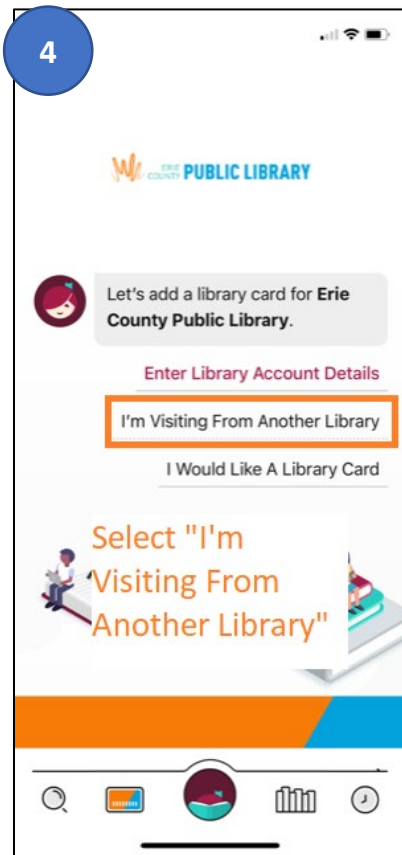 4
ERIE
COUNTY PUBLIC LIBRARY
Let's add a library card for Erie
County Public Library.
Enter Library Account Details
I'm Visiting From Another Library
I Would Like A Library Card
Select "I'm
Visiting From
Another Library"